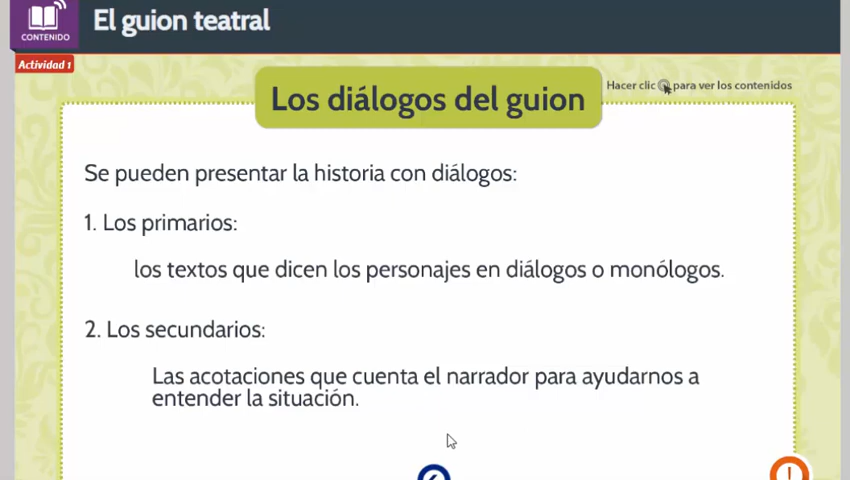 CONTENIDO
El guion teatral
Actividad 1
Los diálogos del guion
Hacer clic para ver los contenidos
Se pueden presentar la historia con diálogos:
1. Los primarios:
los textos que dicen los personajes en diálogos o monólogos.
2. Los secundarios:
Las acotaciones que cuenta el narrador para ayudarnos a
entender la situación.
!